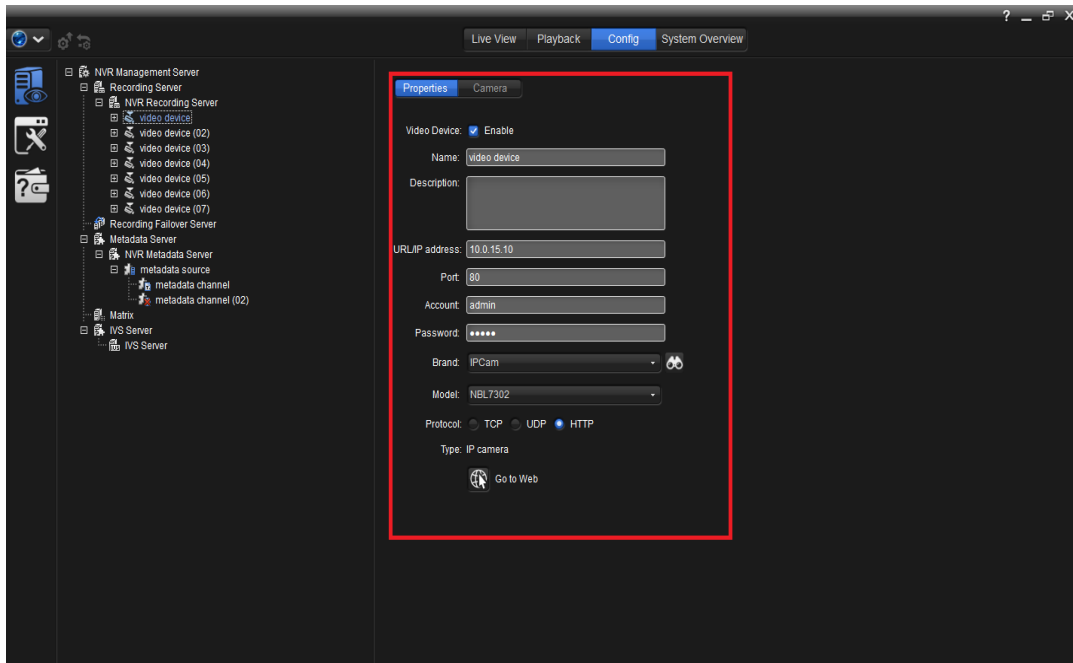 ? _ X
Live View Playback Config System Overview
NVR Management Server
Recording Server
NVR Recording Server
video device
video device (02)
video device (03)
video device (04)
video device (05)
video device (06)
video device (07)
Recording Failover Server
Metadata Server
NVR Metadata Server
metadata source
metadata channel
metadata channel (02)
Matrix
IVS Server
IVS Server
Properties Camera
Video Device: Enable
Name: video device
Description:
URL/IP address: 10.0.15.10
Port: 80
Account: admin
Password: •••••
Brand: IPCam
Model: NBL7302
Protocol: TCP UDP HTTP
Type: IP camera
Go to Web